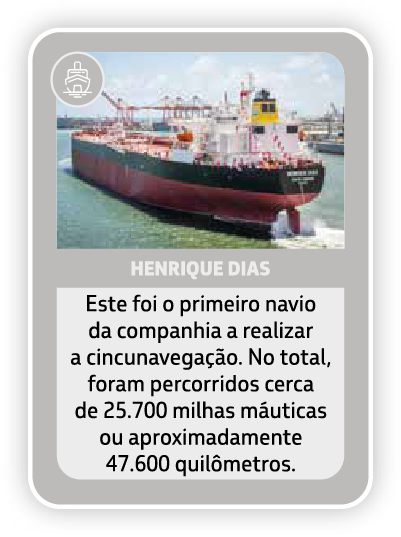 HENRIQUE DIAS
Este foi o primeiro navio
da companhia a realizar
a cincunavegação. No total,
foram percorridos cerca
de 25.700 milhas máuticas
ou aproximadamente
47.600 quilômetros.